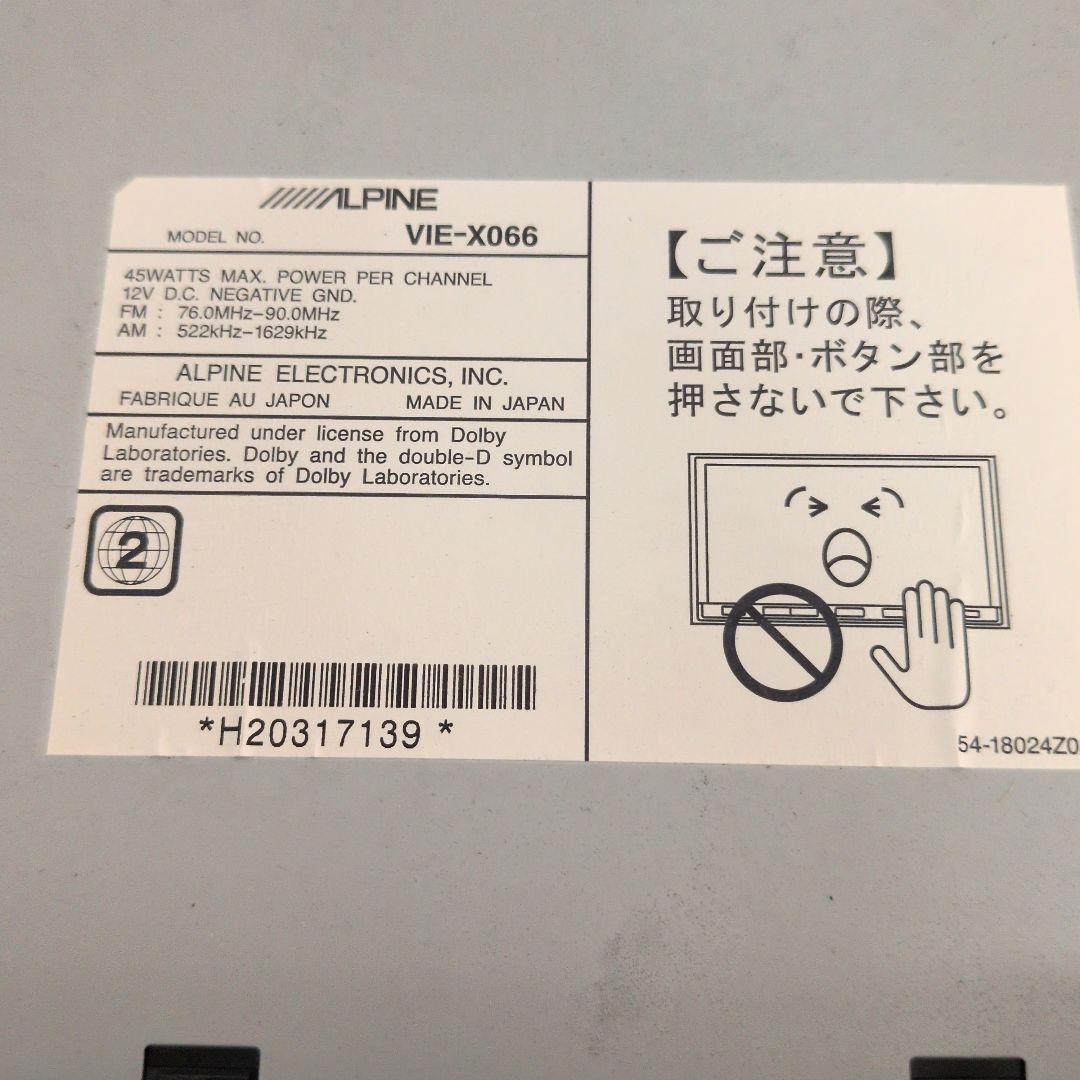 ALPINE
MODEL NO. VIE-X066
45WATTS MAX. POWER PER CHANNEL
12V D.C. NEGATIVE GND.
FM : 76.0MHz-90.0MHz
AM : 522kHz-1629kHz
ALPINE ELECTRONICS, INC.
FABRIQUE AU JAPON MADE IN JAPAN
Manufactured under license from Dolby
Laboratories. Dolby and the double-D symbol
are trademarks of Dolby Laboratories.
2
*H20317139 *
【ご注意】
取り付けの際、
画面部・ボタン部を
押さないで下さい。
54-18024Z0